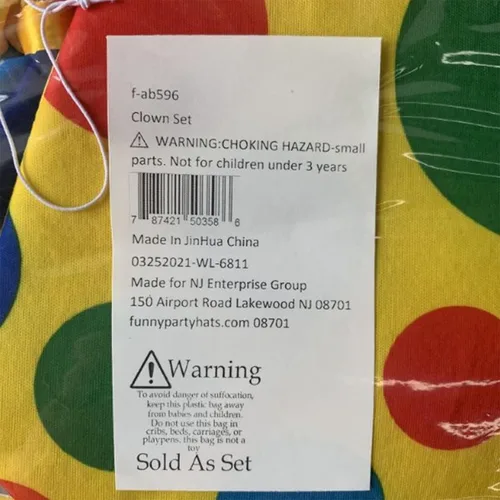 f-ab596
Clown Set
⚠ WARNING:CHOKING HAZARD-small
parts. Not for children under 3 years
7 87421 50358 6
Made In JinHua China
03252021-WL-6811
Made for NJ Enterprise Group
150 Airport Road Lakewood NJ 08701
funnypartyhats.com 08701
⚠Warning
To avoid danger of suffocation,
keep this plastic bag away
from babies and children.
Do not use this bag in
cribs, beds, carriages, or
playpens. this bag is not a
toy
Sold As Set